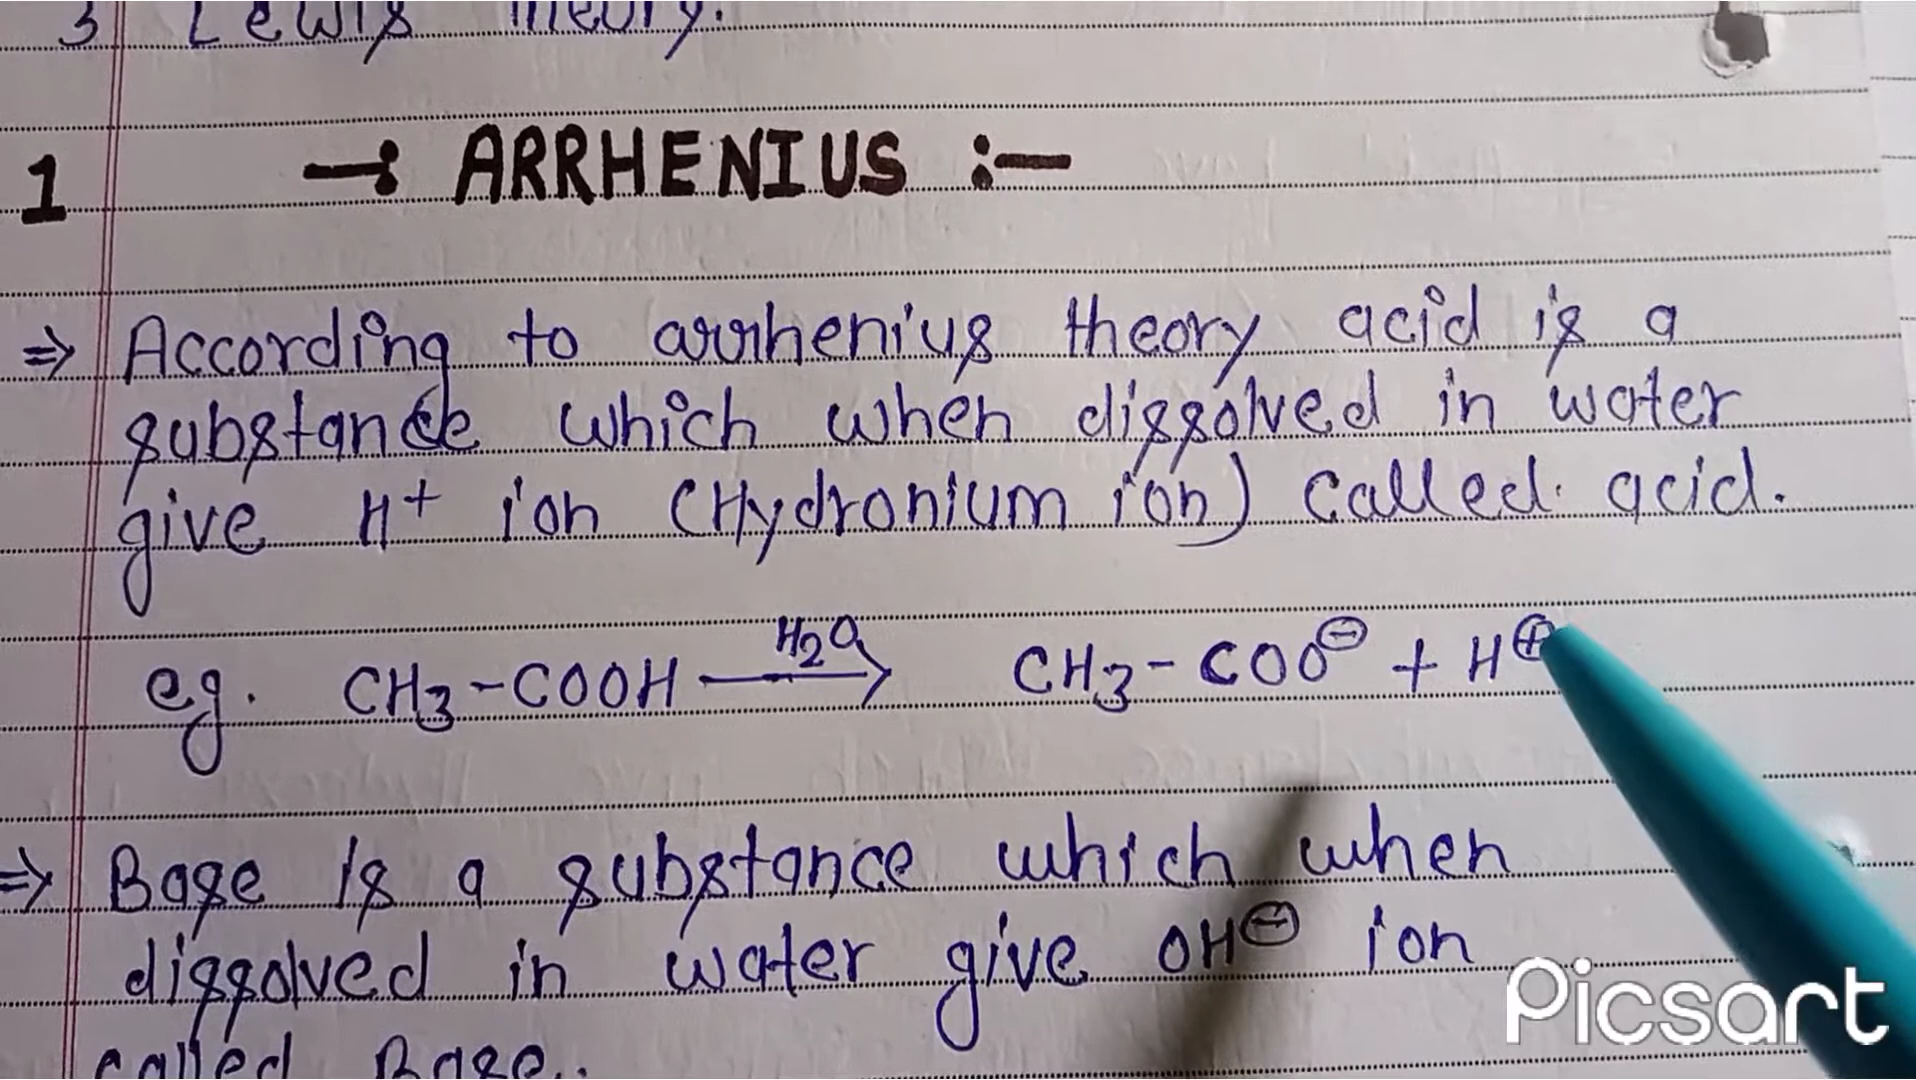 3 Lewis Theory.
1 → ARRHENIUS :-
⇒ According to arrhenius theory acid is a
substance which when dissolved in water
give H+ ion (Hydronium ion) called. acid.
eg. CH3-COOH —H2O→ CH3-COO⊖ + H⊕
⇒ Base is a substance which when
dissolved in water give OH⊖ ion
called Base.
Picsart